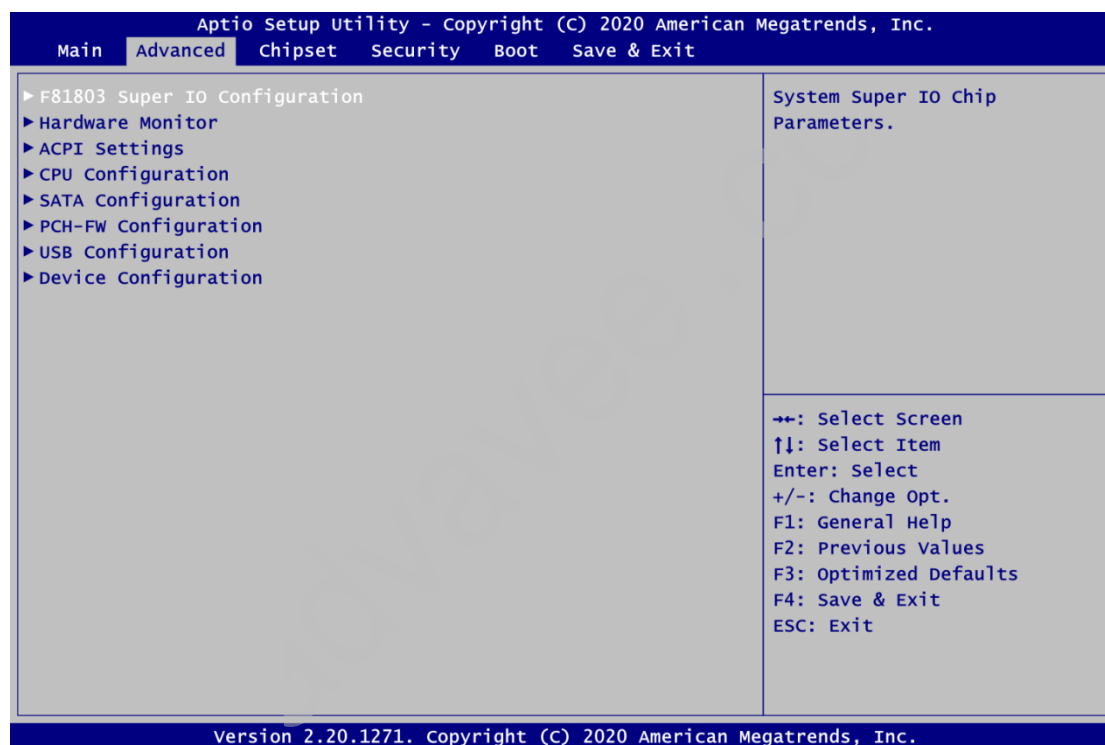 Aptio Setup Utility – Copyright (C) 2020 American Megatrends, Inc.
Main Advanced Chipset Security Boot Save & Exit
►F81803 Super IO Configuration
►Hardware Monitor
►ACPI Settings
►CPU Configuration
►SATA Configuration
►PCH-FW Configuration
►USB Configuration
►Device Configuration
System Super IO Chip
Parameters.
→←: Select Screen
↑↓: Select Item
Enter: Select
+/-: Change Opt.
F1: General Help
F2: Previous Values
F3: Optimized Defaults
F4: Save & Exit
ESC: Exit
Version 2.20.1271. Copyright (C) 2020 American Megatrends, Inc.